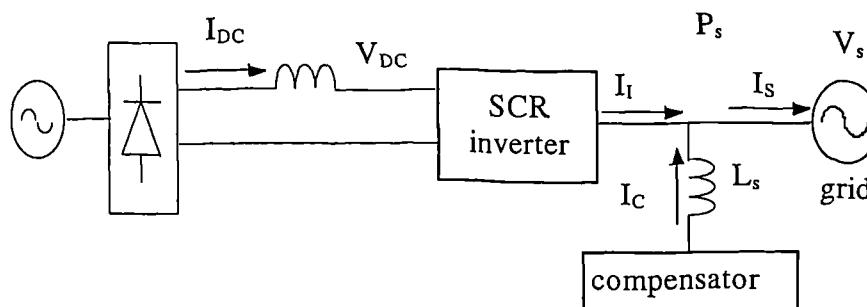 I_DC
V_DC
P_s
V_s
SCR
inverter
I_I
I_S
I_C
L_s
grid
compensator